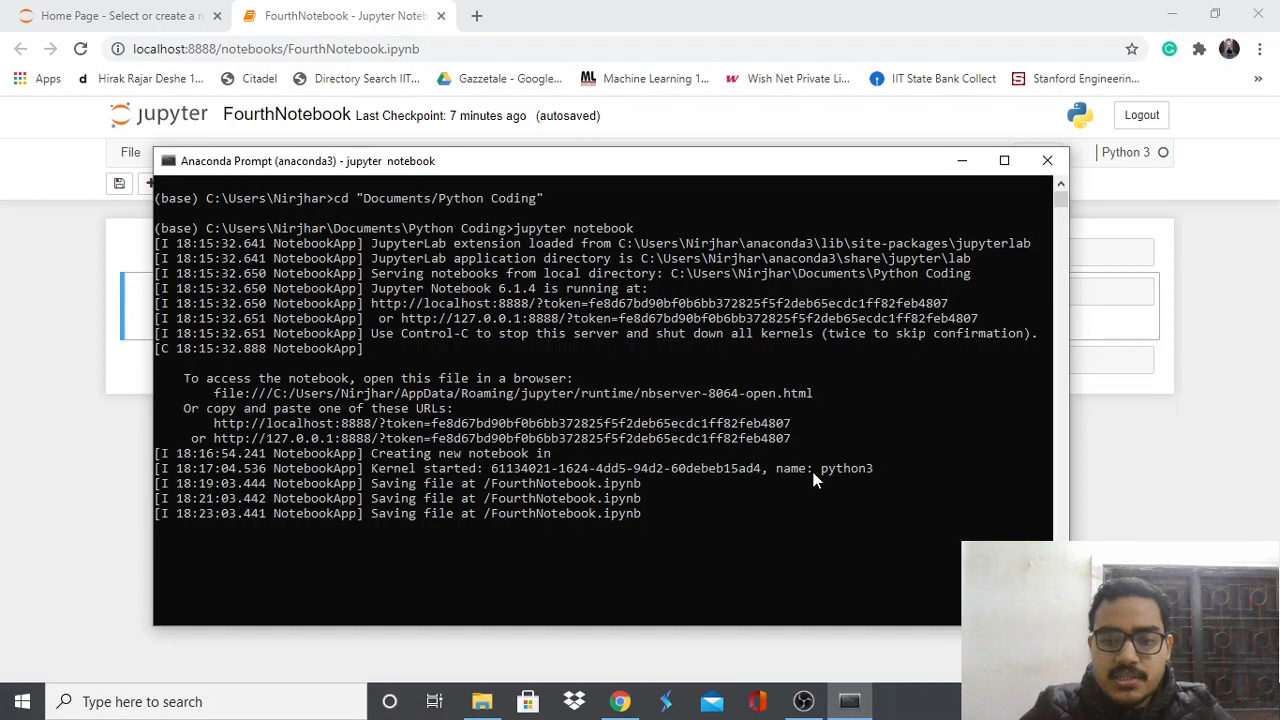 Home Page - Select or create a n
FourthNotebook - Jupyter Noteb
localhost:8888/notebooks/FourthNotebook.ipynb
Apps
Hirak Rajar Deshe 1...
Citadel
Directory Search IIT...
Gazzetale - Google...
ML
Machine Learning 1...
Wish Net Private Li...
IIT State Bank Collect
Stanford Engineerin...
jupyter FourthNotebook Last Checkpoint: 7 minutes ago (autosaved)
Logout
File
Python 3
Anaconda Prompt (anaconda3) - jupyter notebook
(base) C:\Users\Nirjhar>cd "Documents/Python Coding"
(base) C:\Users\Nirjhar\Documents\Python Coding>jupyter notebook
[I 18:15:32.641 NotebookApp] JupyterLab extension loaded from C:\Users\Nirjhar\anaconda3\lib\site-packages\jupyterlab
[I 18:15:32.641 NotebookApp] JupyterLab application directory is C:\Users\Nirjhar\anaconda3\share\jupyter\lab
[I 18:15:32.650 NotebookApp] Serving notebooks from local directory: C:\Users\Nirjhar\Documents\Python Coding
[I 18:15:32.650 NotebookApp] Jupyter Notebook 6.1.4 is running at:
[I 18:15:32.650 NotebookApp] http://localhost:8888/?token=fe8d67bd90bf0b6bb372825f5f2deb65ecdc1ff82feb4807
[I 18:15:32.651 NotebookApp]  or http://127.0.0.1:8888/?token=fe8d67bd90bf0b6bb372825f5f2deb65ecdc1ff82feb4807
[I 18:15:32.651 NotebookApp] Use Control-C to stop this server and shut down all kernels (twice to skip confirmation).
[C 18:15:32.888 NotebookApp]
To access the notebook, open this file in a browser:
file:///C:/Users/Nirjhar/AppData/Roaming/jupyter/runtime/nbserver-8064-open.html
Or copy and paste one of these URLs:
http://localhost:8888/?token=fe8d67bd90bf0b6bb372825f5f2deb65ecdc1ff82feb4807
or http://127.0.0.1:8888/?token=fe8d67bd90bf0b6bb372825f5f2deb65ecdc1ff82feb4807
[I 18:16:54.241 NotebookApp] Creating new notebook in
[I 18:17:04.536 NotebookApp] Kernel started: 61134021-1624-4dd5-94d2-60debeb15ad4, name: python3
[I 18:19:03.444 NotebookApp] Saving file at /FourthNotebook.ipynb
[I 18:21:03.442 NotebookApp] Saving file at /FourthNotebook.ipynb
[I 18:23:03.441 NotebookApp] Saving file at /FourthNotebook.ipynb
Type here to search